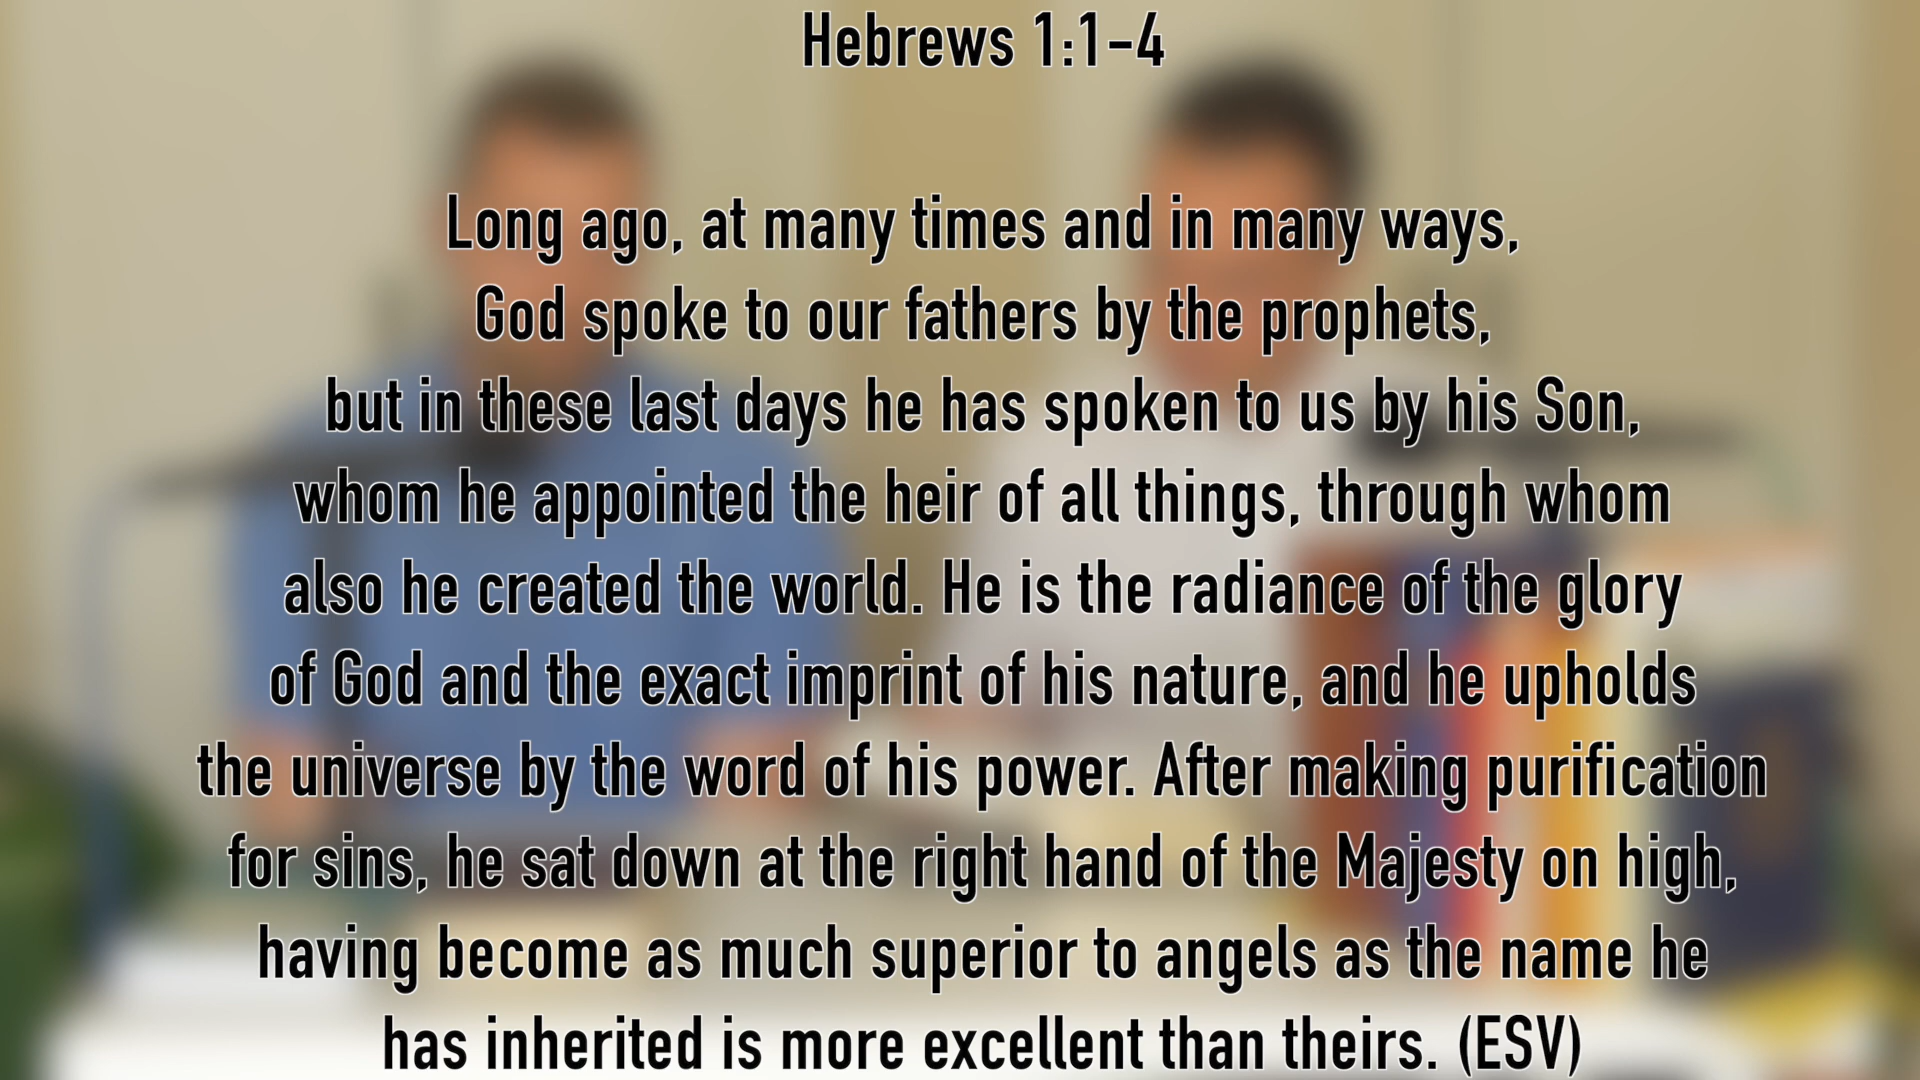 Hebrews 1:1–4
Long ago, at many times and in many ways,
God spoke to our fathers by the prophets,
but in these last days he has spoken to us by his Son,
whom he appointed the heir of all things, through whom
also he created the world. He is the radiance of the glory
of God and the exact imprint of his nature, and he upholds
the universe by the word of his power. After making purification
for sins, he sat down at the right hand of the Majesty on high,
having become as much superior to angels as the name he
has inherited is more excellent than theirs. (ESV)